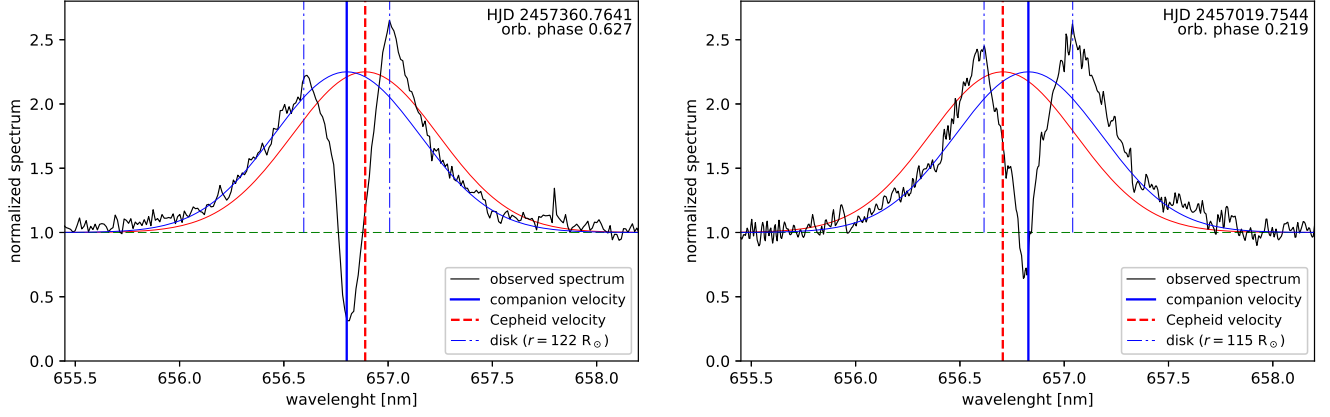 HJD 2457360.7641
orb. phase 0.627
normalized spectrum
2.5
2.0
1.5
1.0
0.5
0.0
observed spectrum
companion velocity
Cepheid velocity
disk (r = 122 R⊙)
655.5 656.0 656.5 657.0 657.5 658.0
wavelenght [nm]
HJD 2457019.7544
orb. phase 0.219
normalized spectrum
2.5
2.0
1.5
1.0
0.5
0.0
observed spectrum
companion velocity
Cepheid velocity
disk (r = 115 R⊙)
655.5 656.0 656.5 657.0 657.5 658.0
wavelenght [nm]